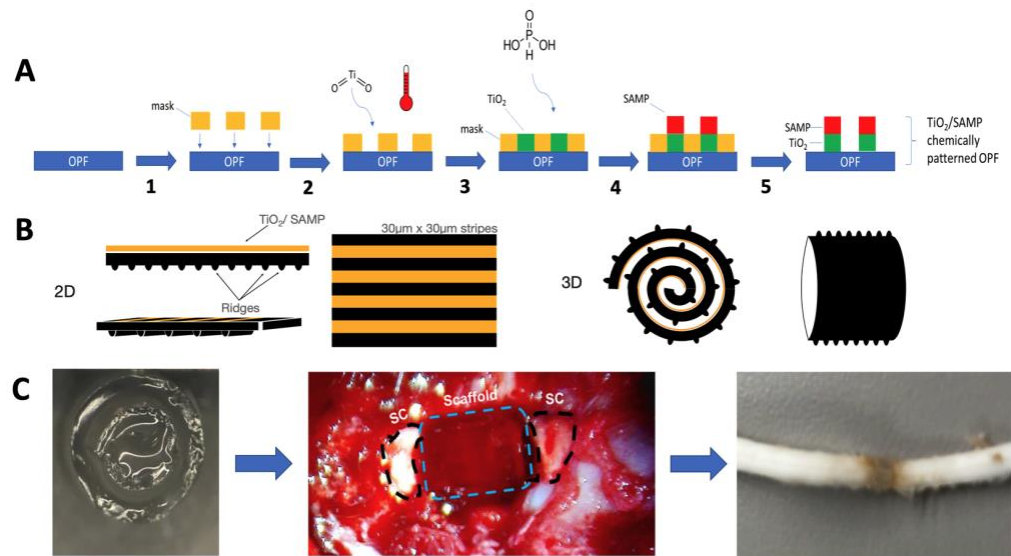 A
mask
OPF
1
OPF
2
O Ti O
OPF
3
TiO2
mask
O
HO P OH
H
OPF
4
SAMP
OPF
5
SAMP
TiO2
OPF
TiO2/SAMP
chemically
patterned OPF
B
TiO2/ SAMP
2D
Ridges
30μm x 30μm stripes
3D
C
SC
Scaffold
SC